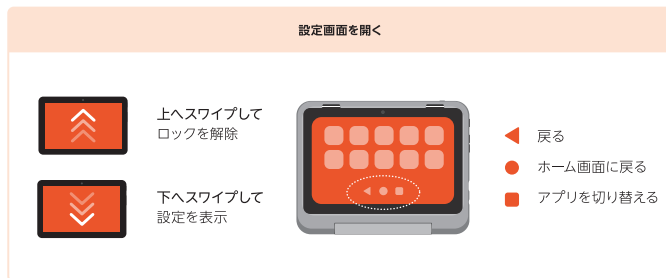 設定画面を開く
上へスワイプして
ロックを解除
下へスワイプして
設定を表示
戻る
ホーム画面に戻る
アプリを切り替える